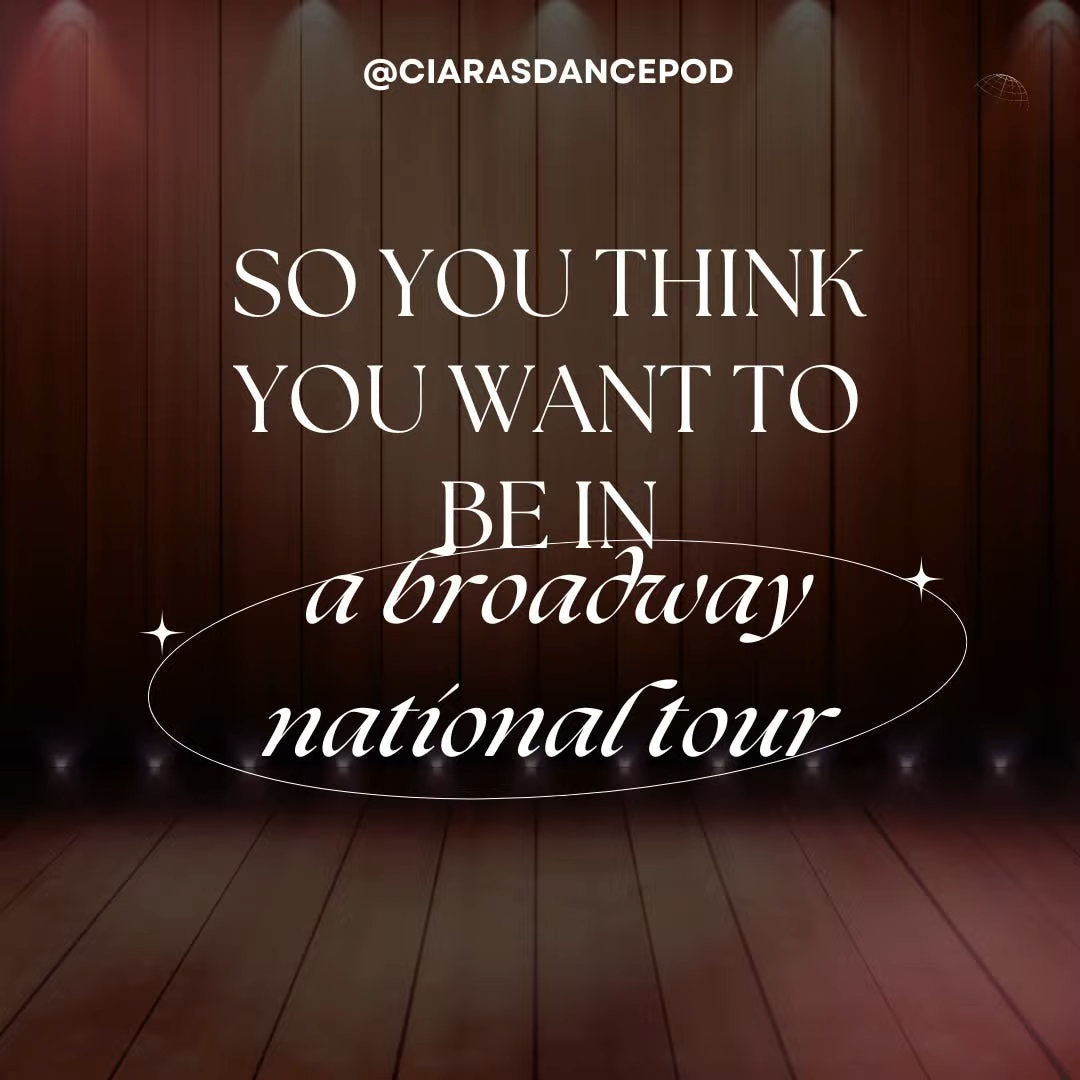 @CIARASDANCEPOD
SO YOU THINK
YOU WANT TO
BE IN
a broadway
national tour